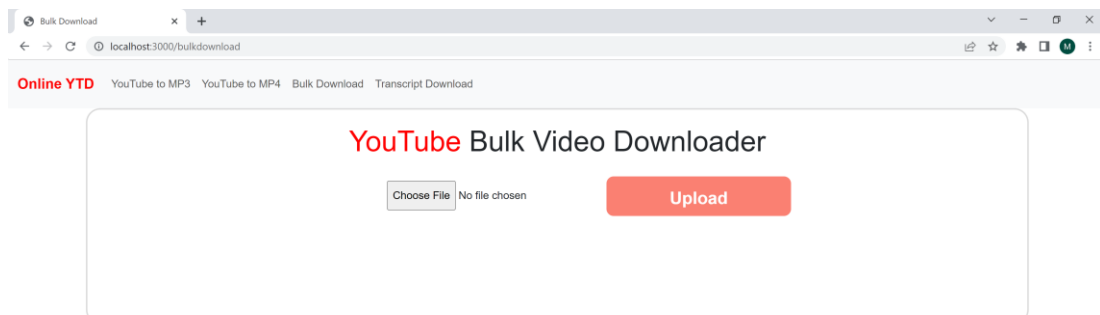 Bulk Download
localhost:3000/bulkdownload
M
Online YTD YouTube to MP3 YouTube to MP4 Bulk Download Transcript Download
YouTube Bulk Video Downloader
Choose File No file chosen Upload